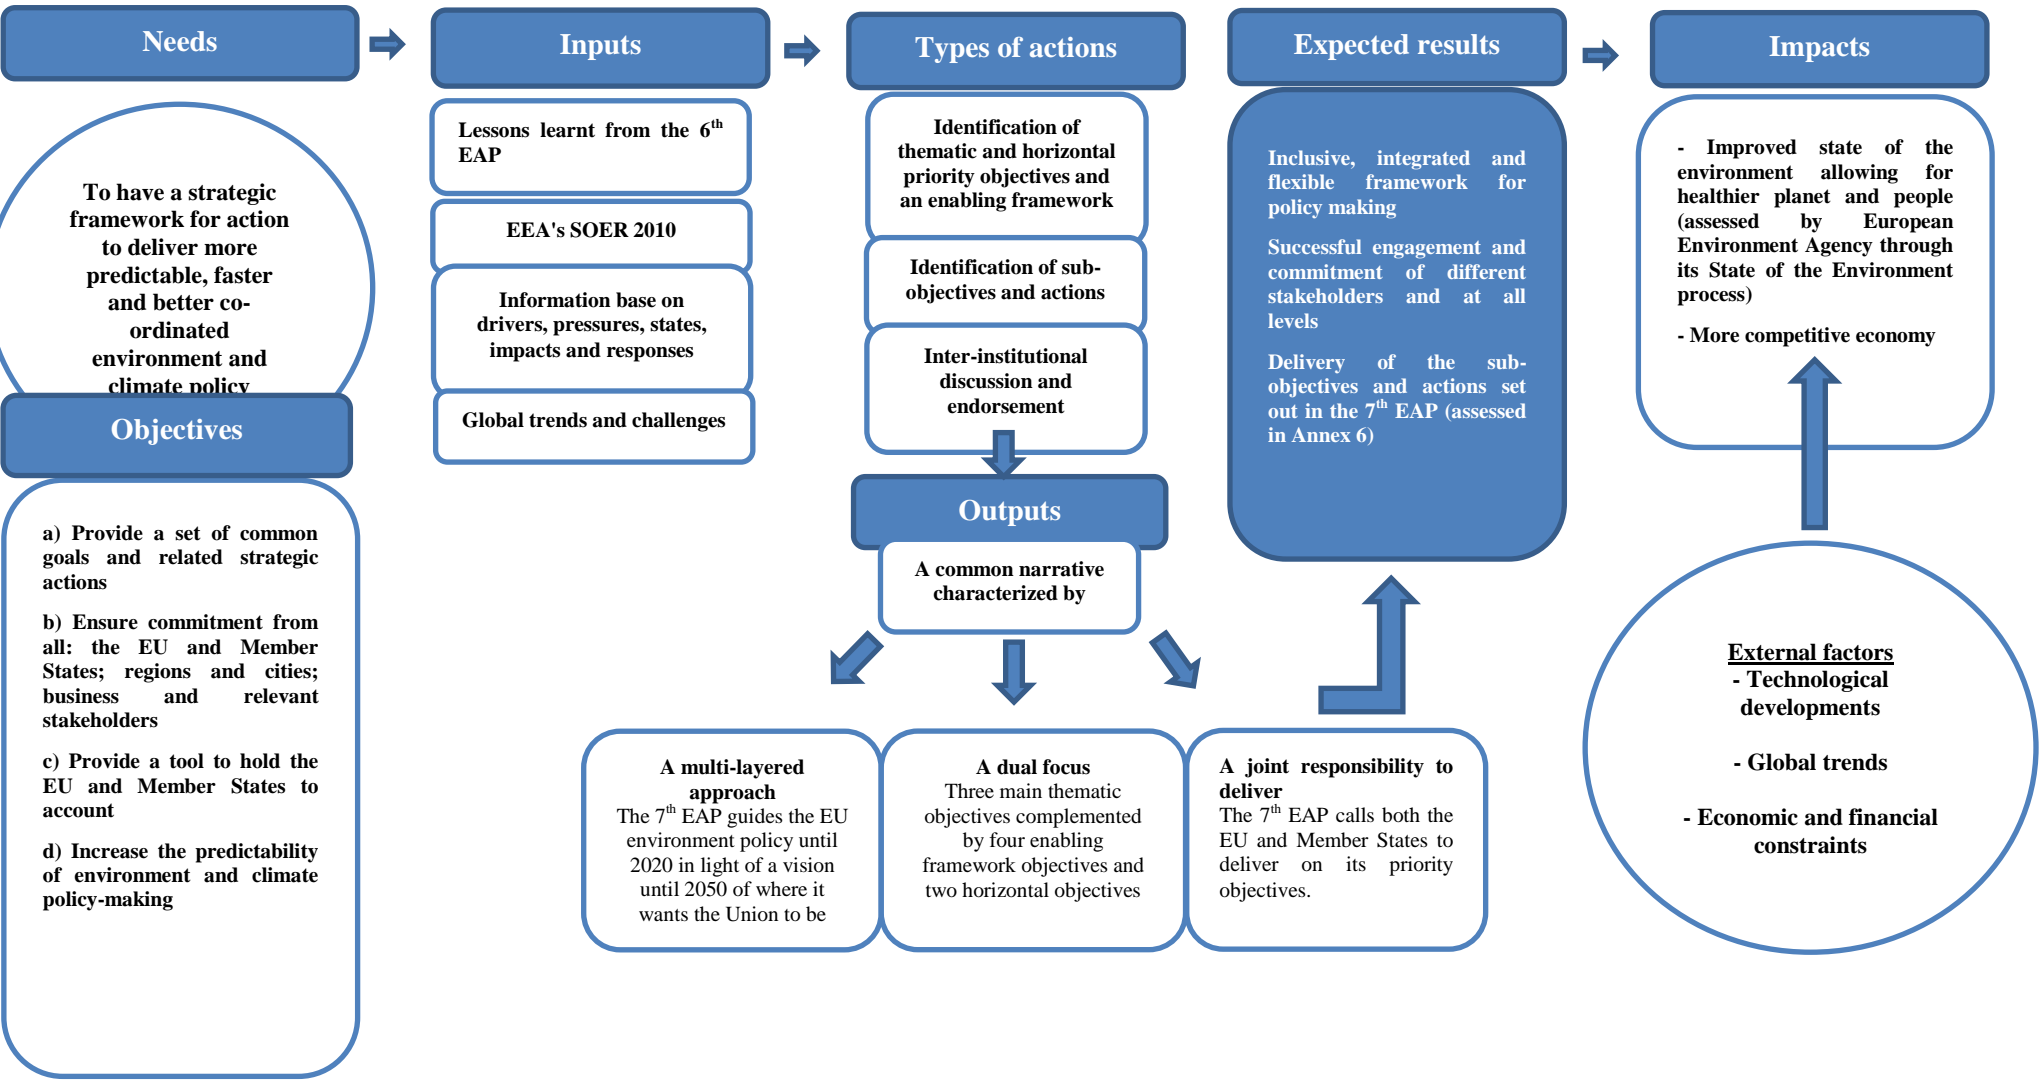 Needs
To have a strategic
framework for action
to deliver more
predictable, faster
and better co-
ordinated
environment and
climate policy
Objectives
a) Provide a set of common
goals and related strategic
actions
b) Ensure commitment from
all: the EU and Member
States; regions and cities;
business and relevant
stakeholders
c) Provide a tool to hold the
EU and Member States to
account
d) Increase the predictability
of environment and climate
policy-making
Inputs
Lessons learnt from the 6th
EAP
EEA's SOER 2010
Information base on
drivers, pressures, states,
impacts and responses
Global trends and challenges
Types of actions
Identification of
thematic and horizontal
priority objectives and
an enabling framework
Identification of sub-
objectives and actions
Inter-institutional
discussion and
endorsement
Outputs
A common narrative
characterized by
A multi-layered
approach
The 7th EAP guides the EU
environment policy until
2020 in light of a vision
until 2050 of where it
wants the Union to be
A dual focus
Three main thematic
objectives complemented
by four enabling
framework objectives and
two horizontal objectives
A joint responsibility to
deliver
The 7th EAP calls both the
EU and Member States to
deliver on its priority
objectives.
Expected results
Inclusive, integrated and
flexible framework for
policy making
Successful engagement and
commitment of different
stakeholders and at all
levels
Delivery of the sub-
objectives and actions set
out in the 7th EAP (assessed
in Annex 6)
Impacts
- Improved state of the
environment allowing for
healthier planet and people
(assessed by European
Environment Agency through
its State of the Environment
process)
- More competitive economy
External factors
- Technological
developments
- Global trends
- Economic and financial
constraints